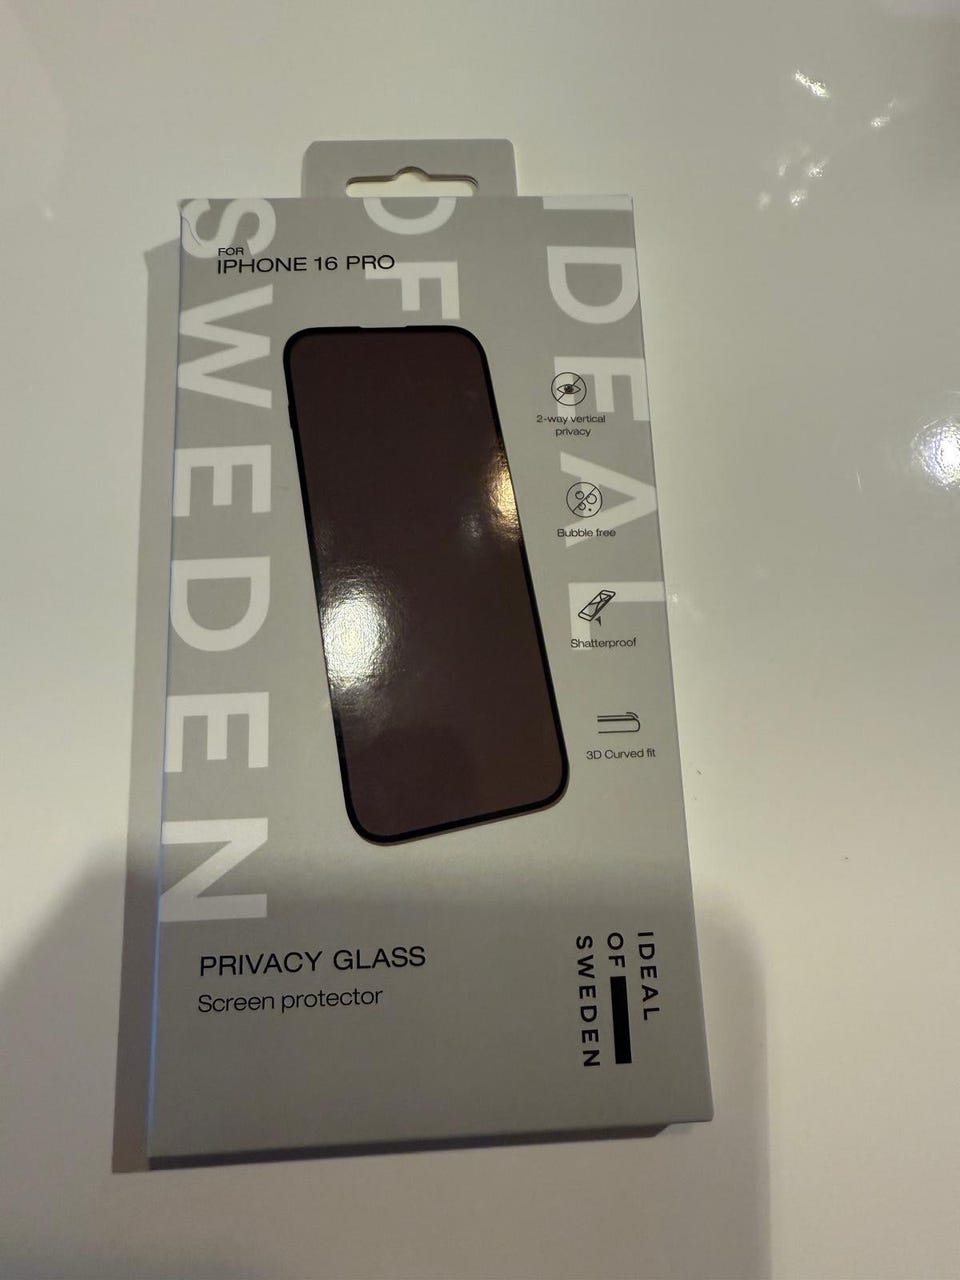 IDEAL
OF
SWEDEN
FOR
IPHONE 16 PRO
2-way vertical
privacy
Bubble free
Shatterproof
3D Curved fit
PRIVACY GLASS
Screen protector
IDEAL
OF
SWEDEN